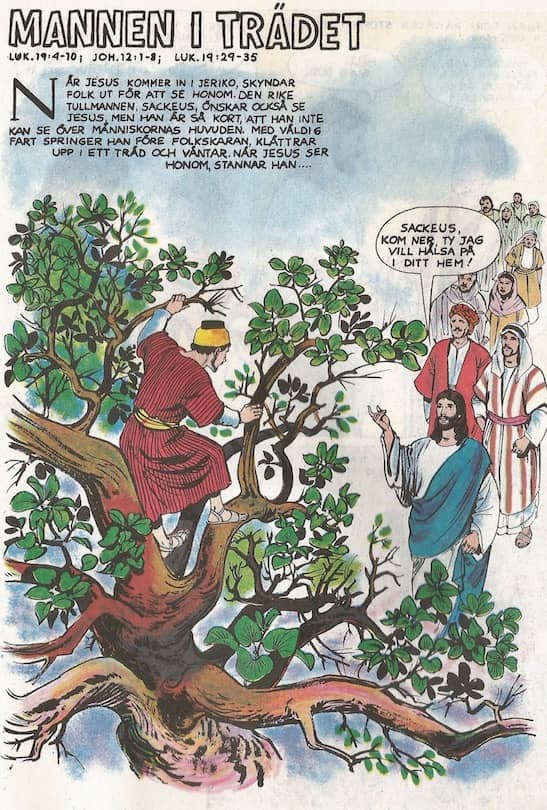 MANNEN I TRÄDET
LUK.19:4-10; JOH.12:1-8; LUK.19:29-35
NÄR JESUS KOMMER IN I JERIKO, SKYNDAR
FOLK UT FÖR ATT SE HONOM. DEN RIKE
TULLMANNEN, SACKEUS, ÖNSKAR OCKSÅ SE
JESUS, MEN HAN ÄR SÅ KORT, ATT HAN INTE
KAN SE ÖVER MÄNNISKORNAS HUVUDEN. MED VÄLDIG
FART SPRINGER HAN FÖRE FOLKSKARAN, KLÄTTRAR
UPP I ETT TRÄD OCH VÄNTAR. NÄR JESUS SER
HONOM, STANNAR HAN....
SACKEUS,
KOM NER, TY JAG
VILL HÄLSA PÅ
I DITT HEM!